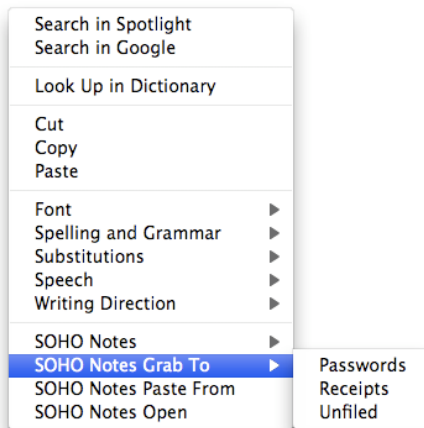 Search in Spotlight
Search in Google
Look Up in Dictionary
Cut
Copy
Paste
Font
Spelling and Grammar
Substitutions
Speech
Writing Direction
SOHO Notes
SOHO Notes Grab To
SOHO Notes Paste From
SOHO Notes Open
Passwords
Receipts
Unfiled